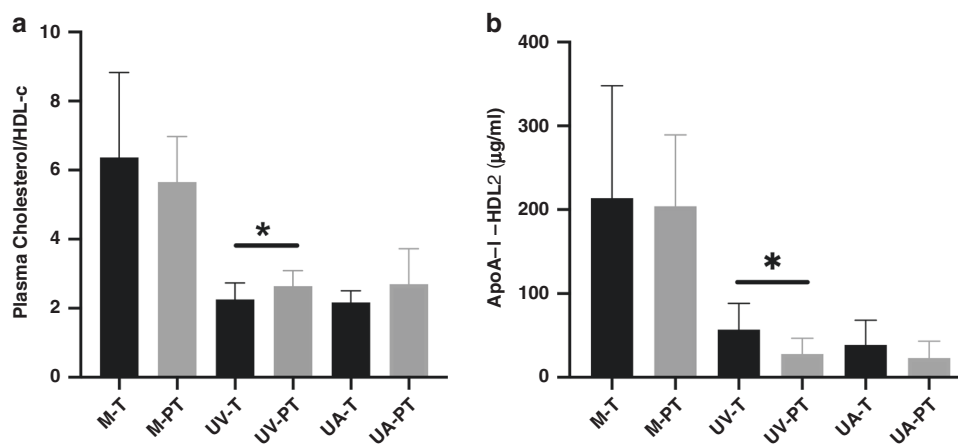 a
Plasma Cholesterol/HDL-c
10
8
6
4
2
0
*
M-T
M-PT
UV-T
UV-PT
UA-T
UA-PT
b
ApoA–I –HDL2 (µg/ml)
400
300
200
100
0
*
M-T
M-PT
UV-T
UV-PT
UA-T
UA-PT